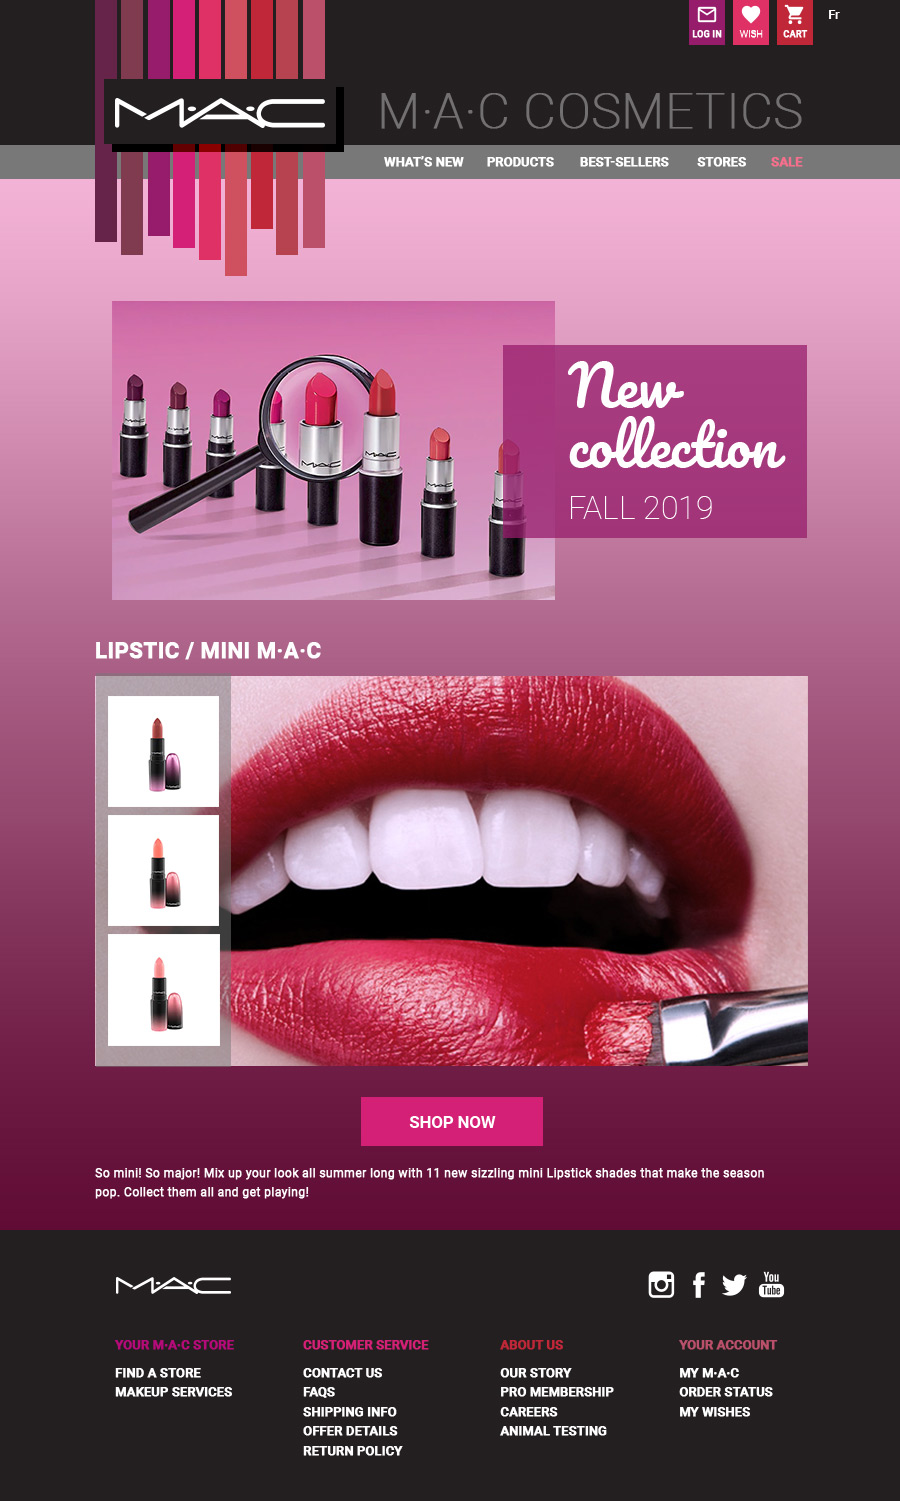 LOG IN
WISH
CART
Fr
M·A·C
M·A·C COSMETICS
WHAT'S NEW
PRODUCTS
BEST-SELLERS
STORES
SALE
MAC
MAC
New
collection
FALL 2019
LIPSTIC / MINI M·A·C
SHOP NOW
So mini! So major! Mix up your look all summer long with 11 new sizzling mini Lipstick shades that make the season
pop. Collect them all and get playing!
M·A·C
You
Tube
YOUR M·A·C STORE
FIND A STORE
MAKEUP SERVICES
CUSTOMER SERVICE
CONTACT US
FAQS
SHIPPING INFO
OFFER DETAILS
RETURN POLICY
ABOUT US
OUR STORY
PRO MEMBERSHIP
CAREERS
ANIMAL TESTING
YOUR ACCOUNT
MY M·A·C
ORDER STATUS
MY WISHES